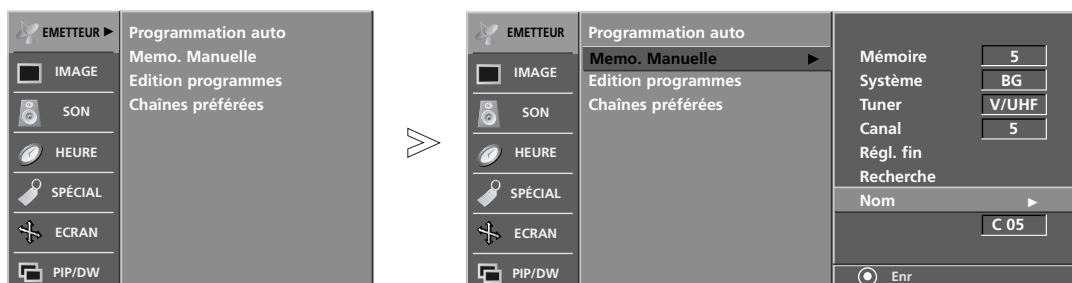 EMETTEUR ►
IMAGE
SON
HEURE
SPÉCIAL
ECRAN
PIP/DW
Programmation auto
Memo. Manuelle
Edition programmes
Chaînes préférées
EMETTEUR
IMAGE
SON
HEURE
SPÉCIAL
ECRAN
PIP/DW
Programmation auto
Memo. Manuelle ►
Edition programmes
Chaînes préférées
Mémoire 5
Système BG
Tuner V/UHF
Canal 5
Régl. fin
Recherche
Nom ►
C 05
Enr